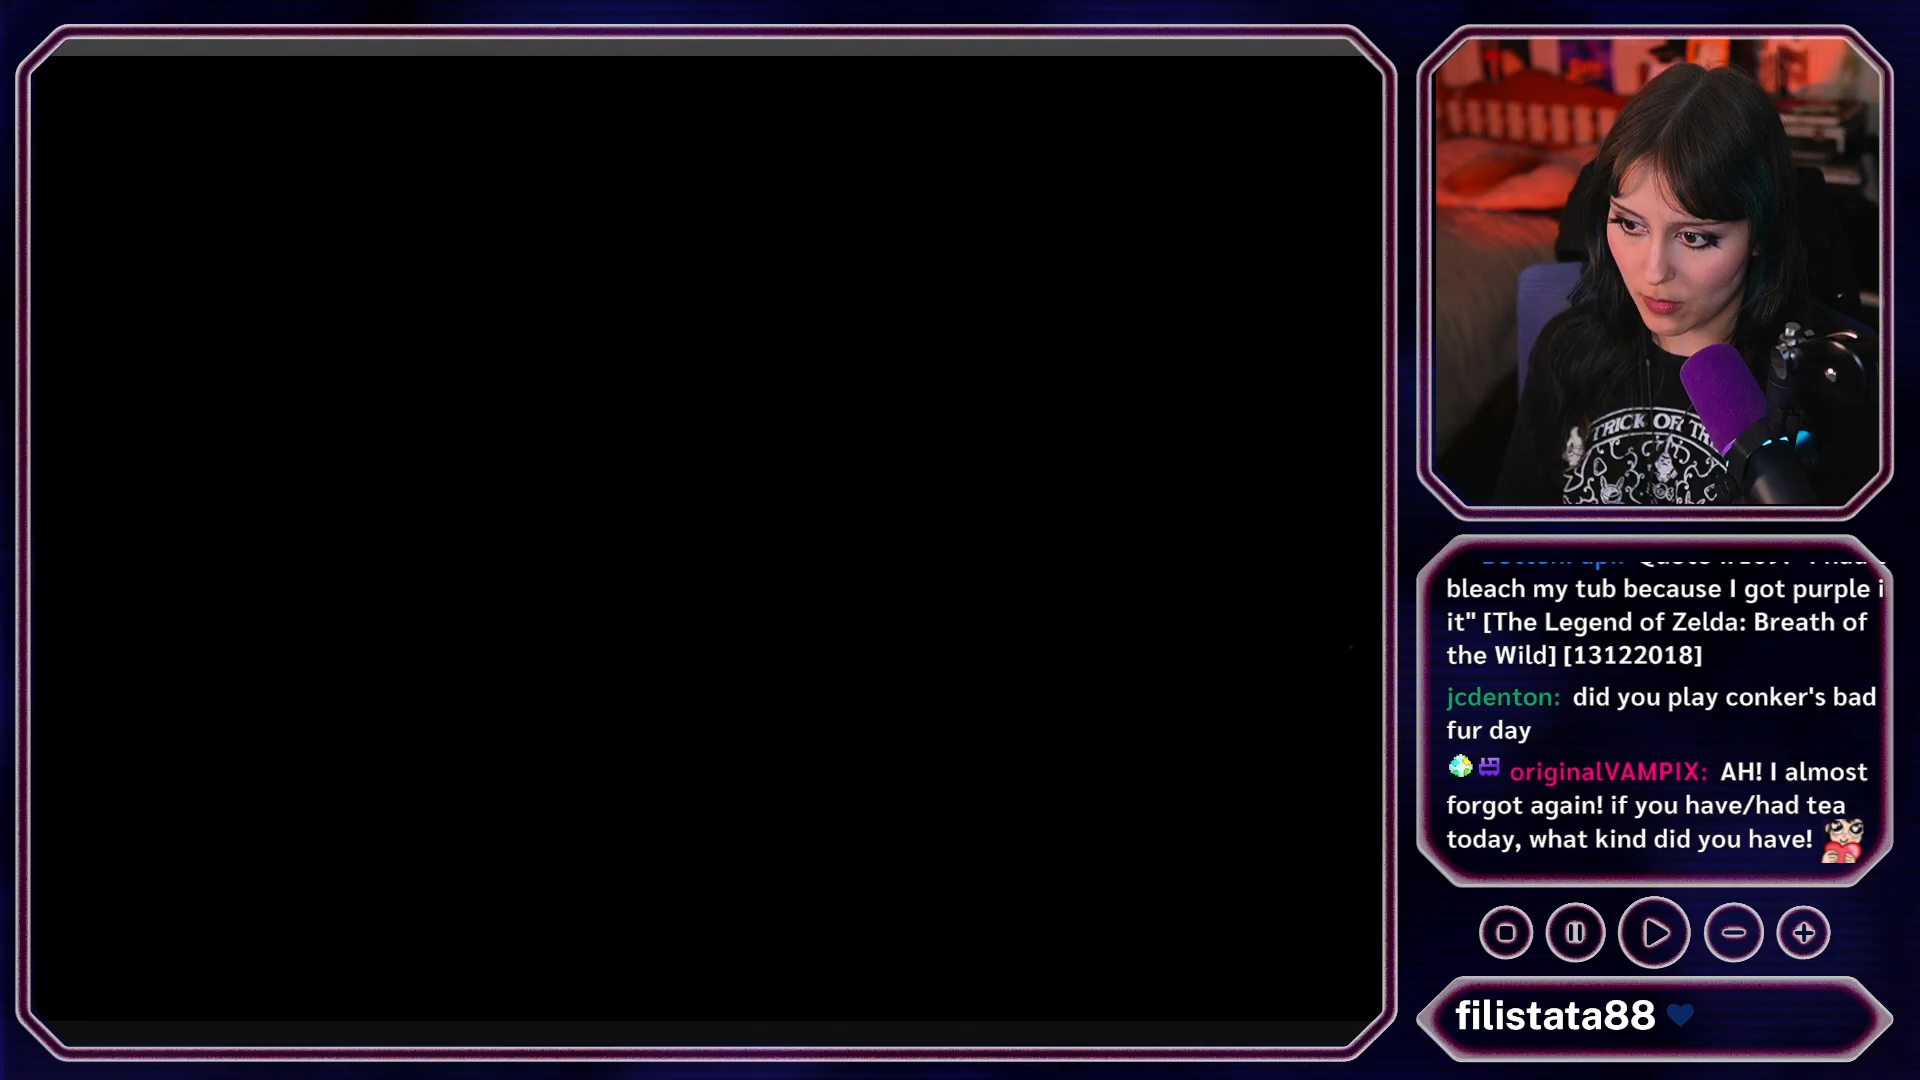 TRICK OR TR
bleach my tub because I got purple i
it" [The Legend of Zelda: Breath of
the Wild] [13122018]
jcdenton: did you play conker's bad
fur day
originalVAMPIX: AH! I almost
forgot again! if you have/had tea
today, what kind did you have!
filistata88